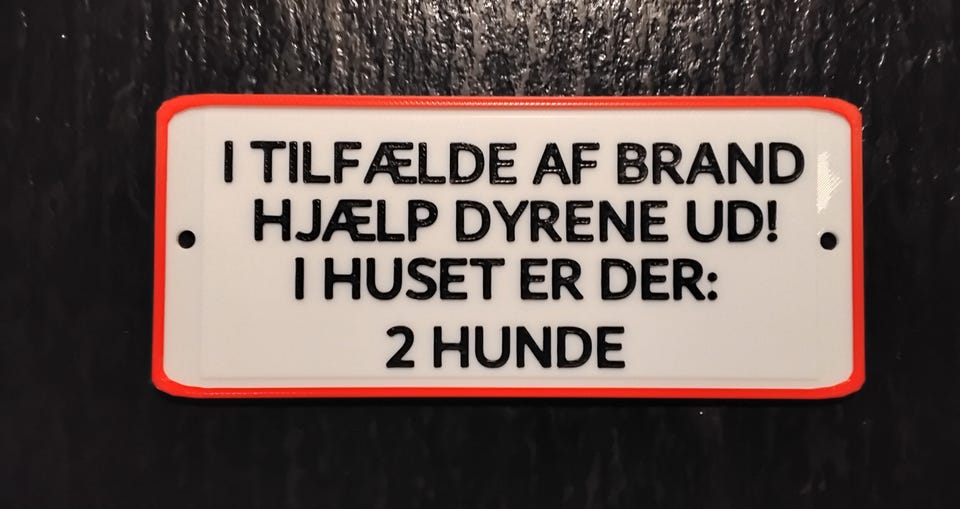 I TILFÆLDE AF BRAND
HJÆLP DYRENE UD!
I HUSET ER DER:
2 HUNDE